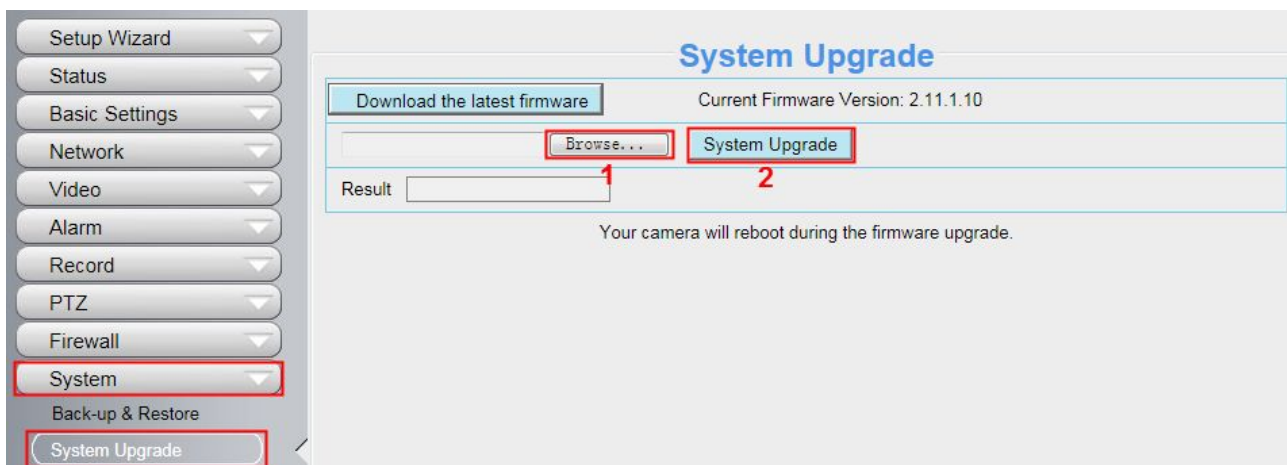 Setup Wizard
Status
Basic Settings
Network
Video
Alarm
Record
PTZ
Firewall
System
Back-up & Restore
System Upgrade
System Upgrade
Download the latest firmware Current Firmware Version: 2.11.1.10
Browse... System Upgrade
1 2
Result
Your camera will reboot during the firmware upgrade.